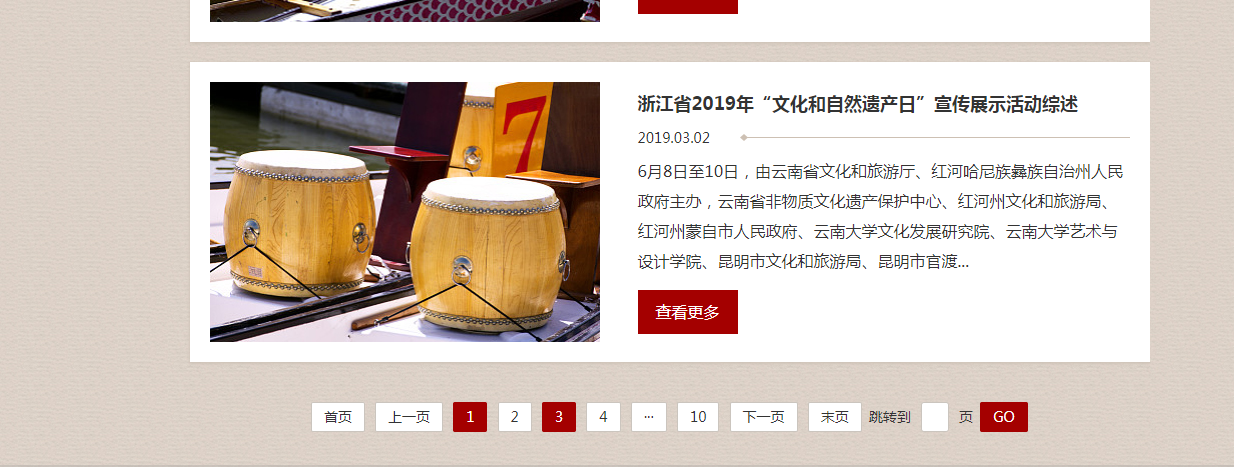 7
浙江省2019年“文化和自然遗产日”宣传展示活动综述
2019.03.02
6月8日至10日，由云南省文化和旅游厅、红河哈尼族彝族自治州人民
政府主办，云南省非物质文化遗产保护中心、红河州文化和旅游局、
红河州蒙自市人民政府、云南大学文化发展研究院、云南大学艺术与
设计学院、昆明市文化和旅游局、昆明市官渡...
查看更多
首页 上一页 1 2 3 4 ... 10 下一页 末页 跳转到 页 GO